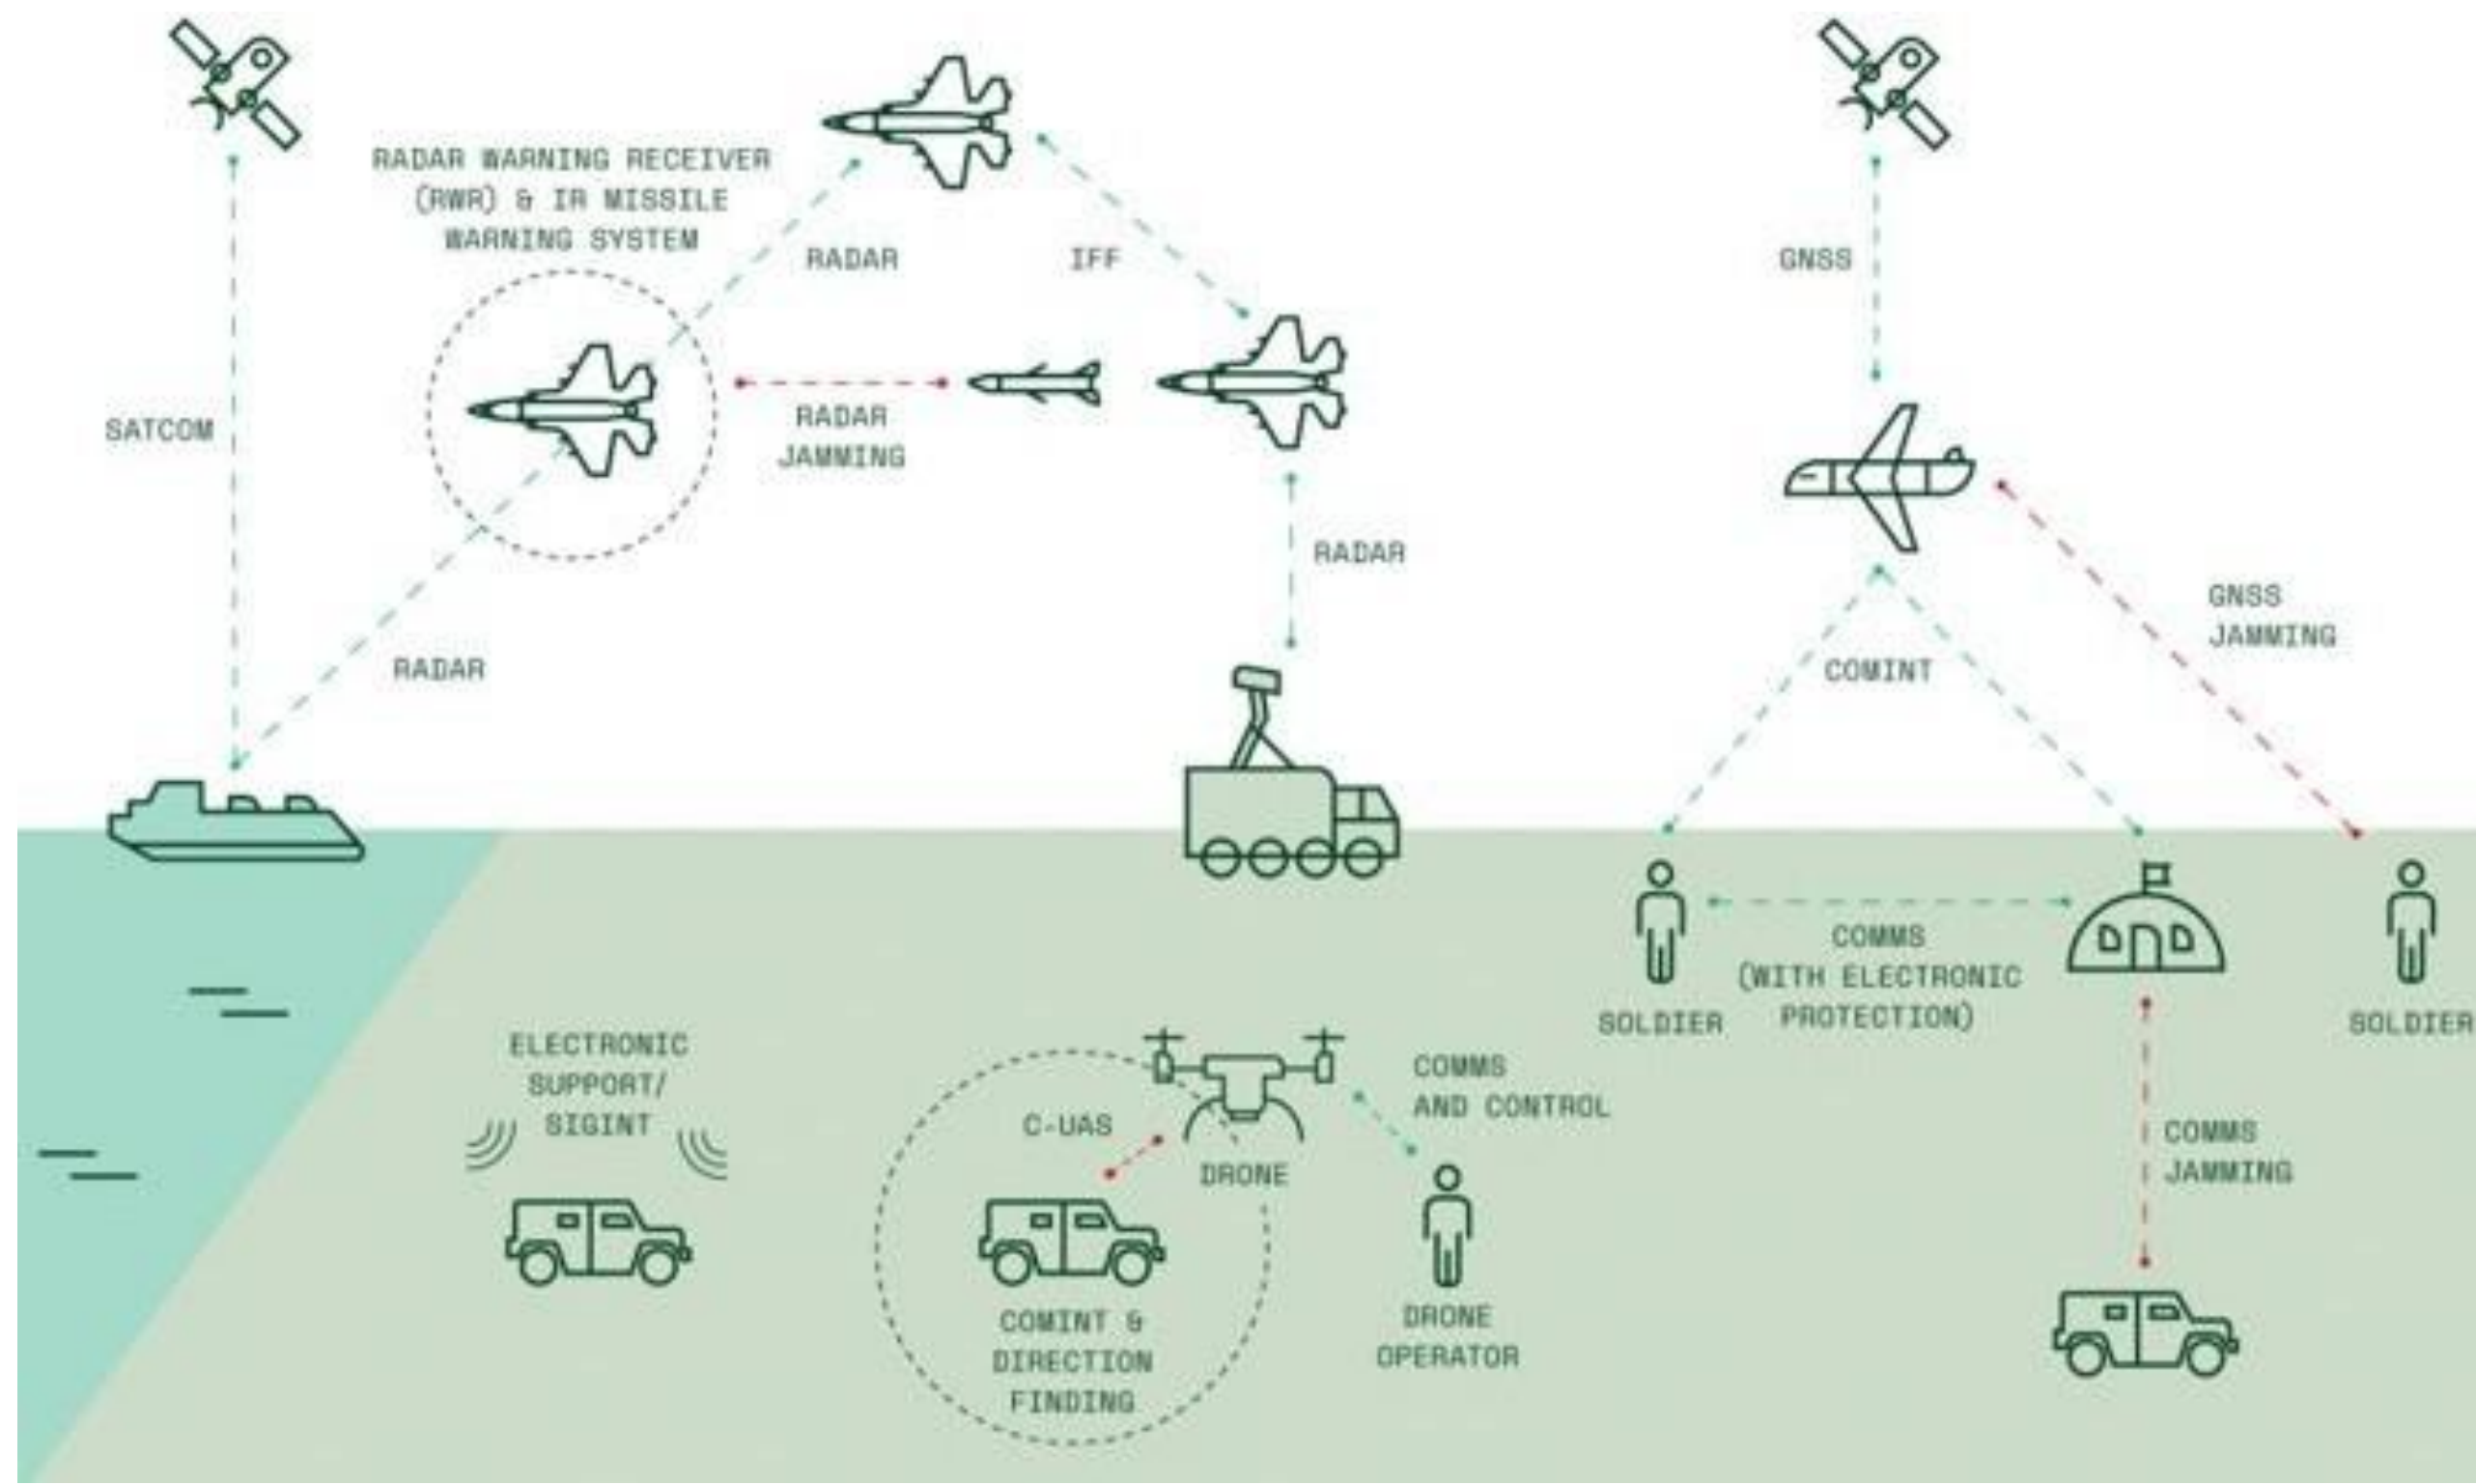 RADAR WARNING RECEIVER
(RWR) & IR MISSILE
WARNING SYSTEM
RADAR
IFF
GNSS
SATCOM
RADAR
JAMMING
RADAR
RADAR
GNSS
JAMMING
COMINT
COMMS
(WITH ELECTRONIC
PROTECTION)
SOLDIER
SOLDIER
ELECTRONIC
SUPPORT/
SIGINT
C-UAS
DRONE
COMMS
AND CONTROL
COMMS
JAMMING
COMINT &
DIRECTION
FINDING
DRONE
OPERATOR